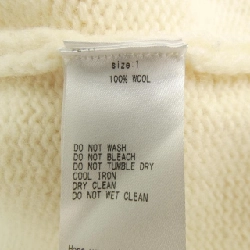 size 1
100% WOOL
DO NOT WASH
DO NOT BLEACH
DO NOT TUMBLE DRY
COOL IRON
DRY CLEAN
DO NOT WET CLEAN